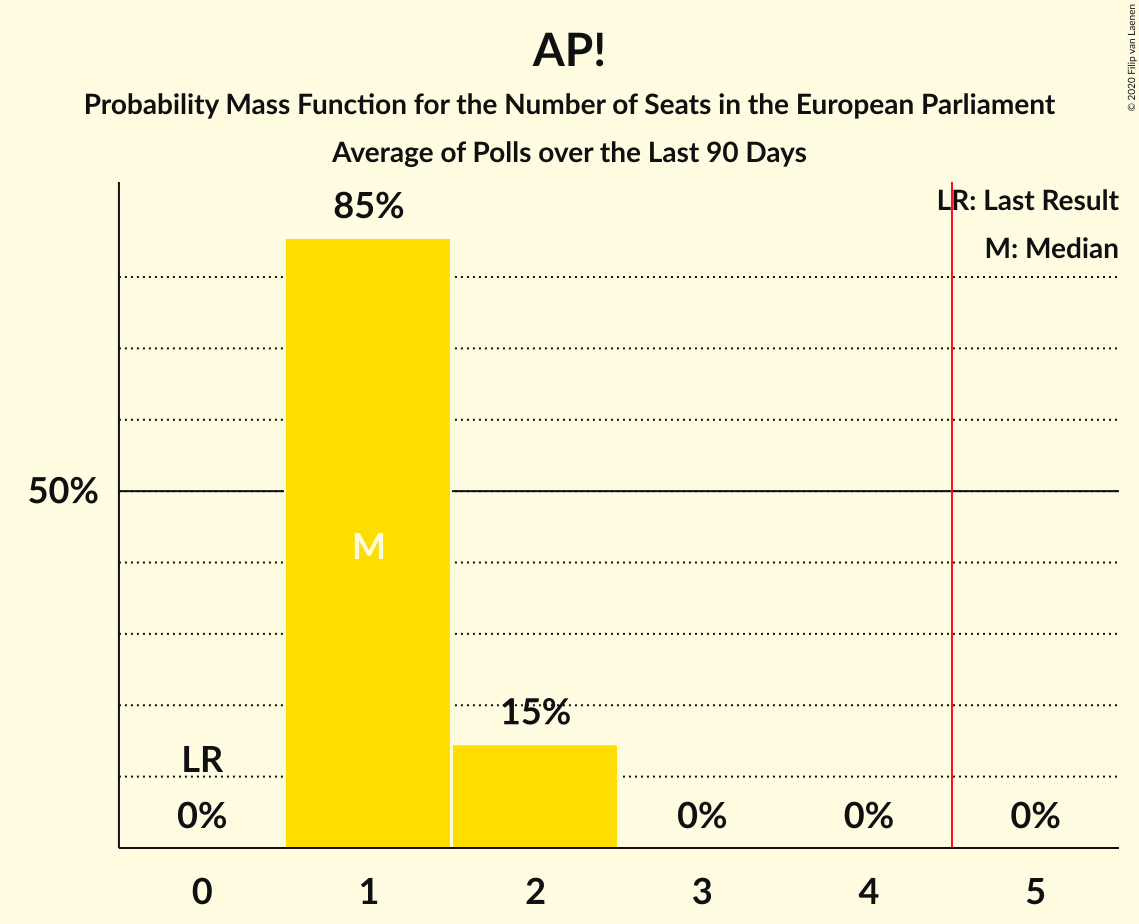 AP!
Probability Mass Function for the Number of Seats in the European Parliament
Average of Polls over the Last 90 Days
© 2020 Filip van Laenen
LR: Last Result
M: Median
85%
50%
M
15%
LR
0%
0%
0%
0%
0 1 2 3 4 5